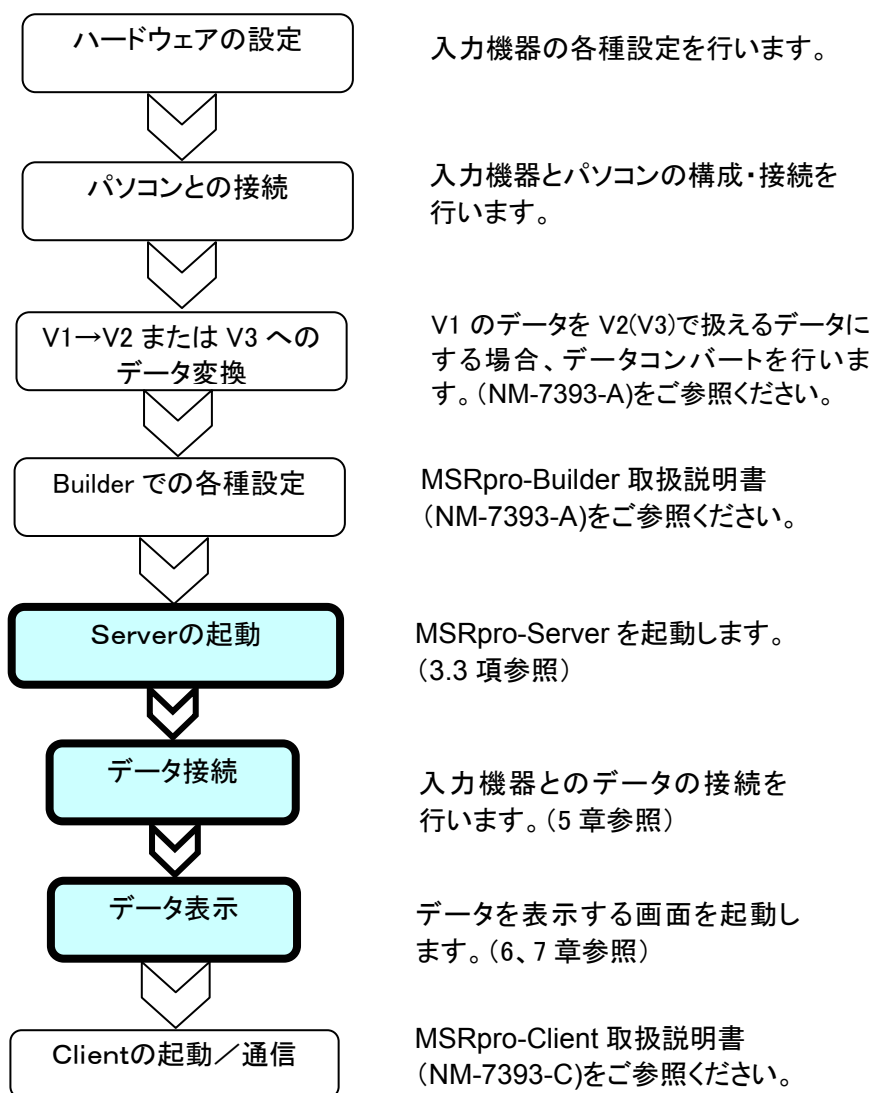 ハードウェアの設定
入力機器の各種設定を行います。
パソコンとの接続
入力機器とパソコンの構成・接続を
行います。
V1→V2 または V3 への
データ変換
V1 のデータを V2(V3)で扱えるデータに
する場合、データコンバートを行いま
す。（NM-7393-A)をご参照ください。
Builder での各種設定
MSRpro-Builder 取扱説明書
（NM-7393-A)をご参照ください。
Serverの起動
MSRpro-Server を起動します。
（3.3 項参照）
データ接続
入力機器とのデータの接続を
行います。（5 章参照）
データ表示
データを表示する画面を起動し
ます。（6、7 章参照）
Clientの起動／通信
MSRpro-Client 取扱説明書
（NM-7393-C)をご参照ください。